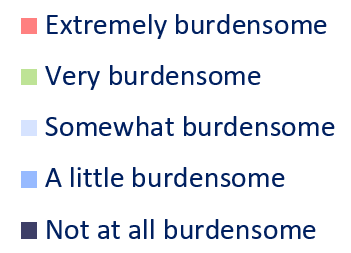 Extremely burdensome
Very burdensome
Somewhat burdensome
A little burdensome
Not at all burdensome